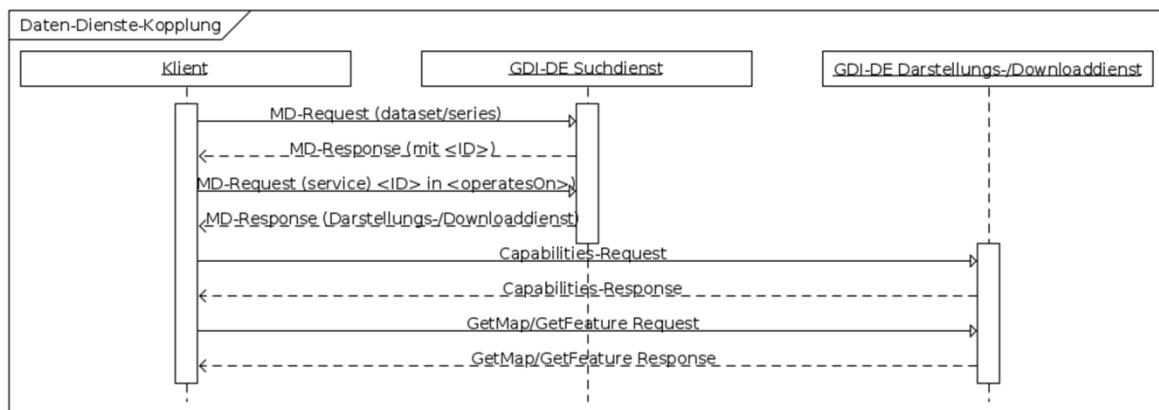 Daten-Dienste-Kopplung
Klient
GDI-DE Suchdienst
GDI-DE Darstellungs-/Downloaddienst
MD-Request (dataset/series)
MD-Response (mit <ID>)
MD-Request (service) <ID> in <operatesOn>)
MD-Response (Darstellungs-/Downloaddienst)
Capabilities-Request
Capabilities-Response
GetMap/GetFeature Request
GetMap/GetFeature Response